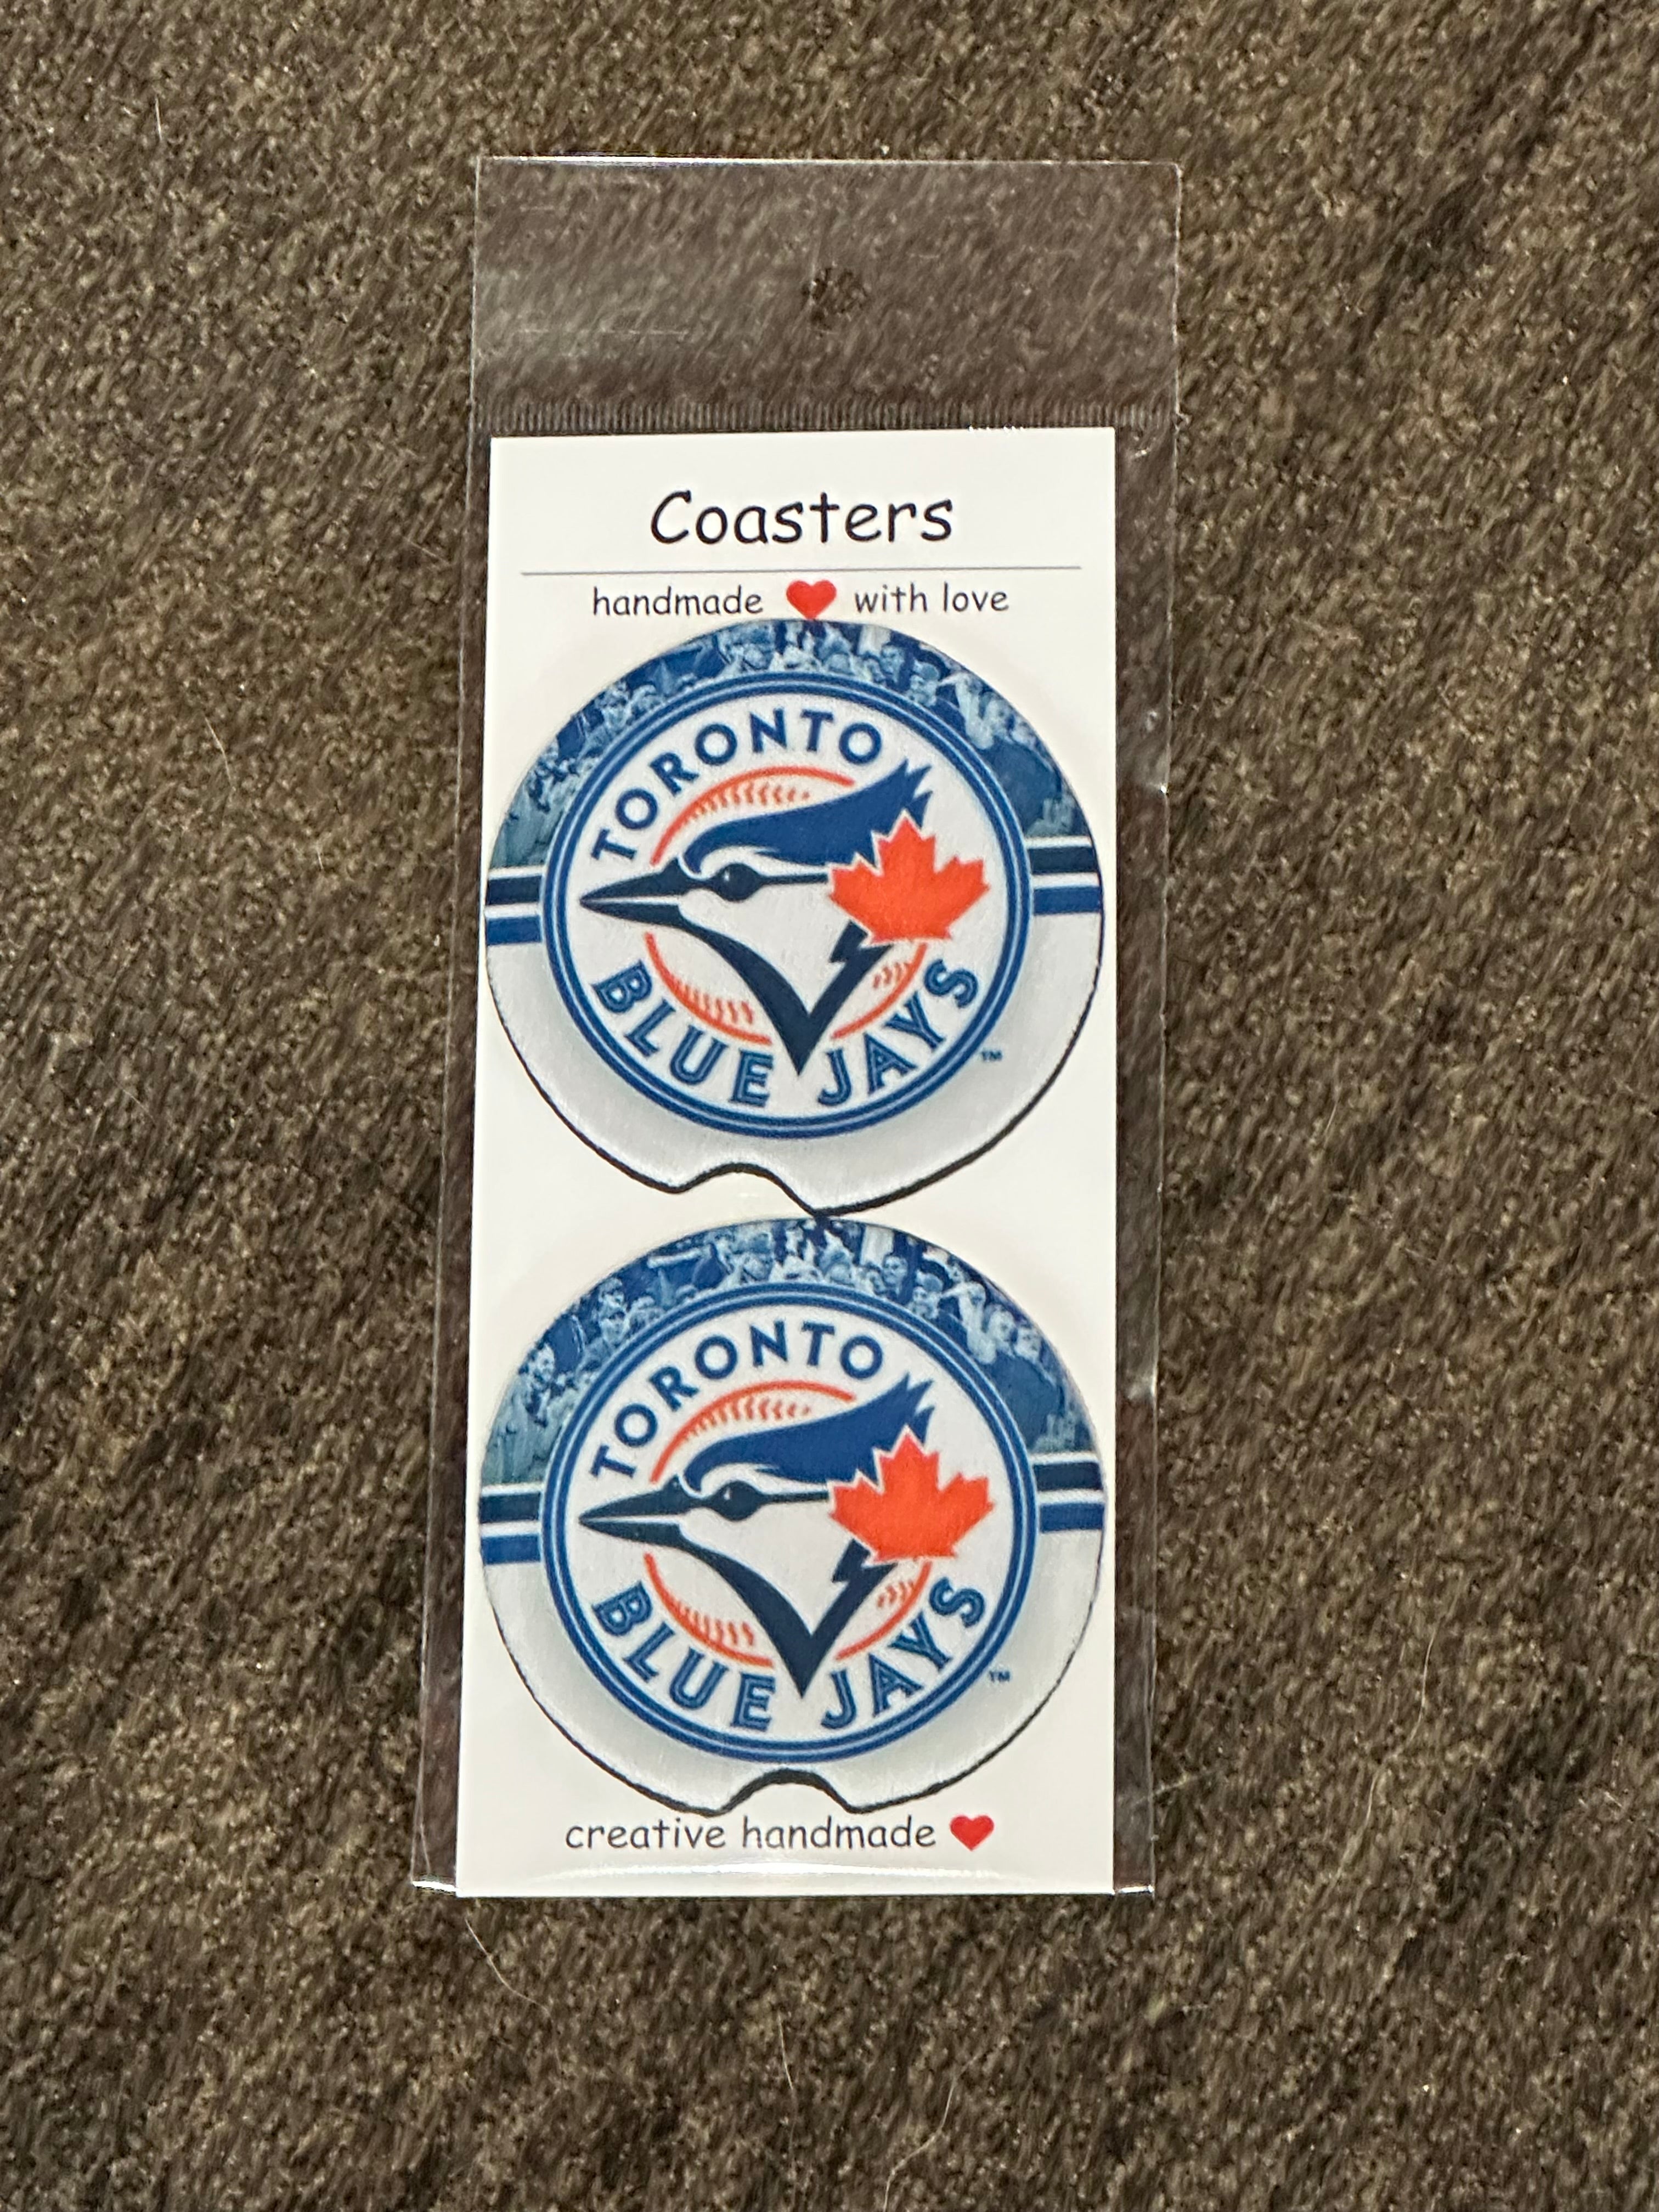 Coasters
handmade ❤ with love
TORONTO
BLUE JAYS
TM
TORONTO
BLUE JAYS
TM
creative handmade ❤